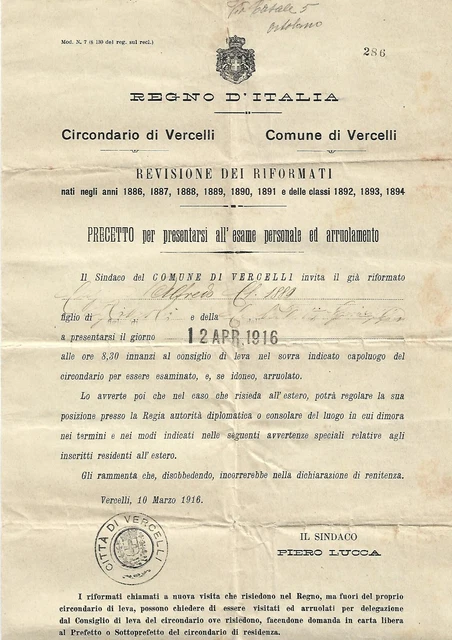 Via Casale 5
Mod. N. 7 (§ 130 del reg. sul recl.)
286
REGNO D'ITALIA
Circondario di Vercelli Comune di Vercelli
REVISIONE DEI RIFORMATI
nati negli anni 1886, 1887, 1888, 1889, 1890, 1891 e delle classi 1892, 1893, 1894
PRECETTO per presentarsi all'esame personale ed arruolamento
Il Sindaco del COMUNE DI VERCELLI invita il già riformato
Alfredo
figlio di e della
a presentarsi il giorno 12 APR. 1916
alle ore 8,30 innanzi al consiglio di leva nel sovra indicato capoluogo del
circondario per essere esaminato, e, se idoneo, arruolato.
Lo avverte poi che nel caso che risieda all'estero, potrà regolare la sua
posizione presso la Regia autorità diplomatica o consolare del luogo in cui dimora
nei termini e nei modi indicati nelle seguenti avvertenze speciali relative agli
inscritti residenti all'estero.
Gli rammenta che, disobbedendo, incorrerebbe nella dichiarazione di renitenza.
Vercelli, 10 Marzo 1916.
CITTÀ DI VERCELLI
IL SINDACO
PIERO LUCCA
I riformati chiamati a nuova visita che risiedono nel Regno, ma fuori del proprio
circondario di leva, possono chiedere di essere visitati ed arruolati per delegazione
dal Consiglio di leva del circondario ove risiedono, facendone domanda in carta libera
al Prefetto o Sottoprefetto del circondario di residenza.